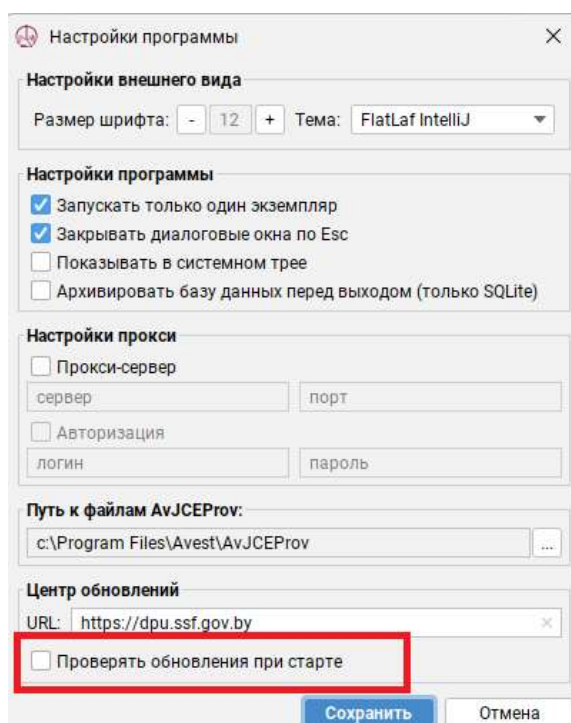 Настройки программы
Настройки внешнего вида
Размер шрифта: - 12 + Тема: FlatLaf IntelliJ
Настройки программы
Запускать только один экземпляр
Закрывать диалоговые окна по Esc
Показывать в системном трее
Архивировать базу данных перед выходом (только SQLite)
Настройки прокси
Прокси-сервер
сервер порт
Авторизация
логин пароль
Путь к файлам AvJCEProv:
c:\Program Files\Avest\AvJCEProv ...
Центр обновлений
URL: https://dpu.ssf.gov.by
Проверять обновления при старте
Сохранить Отмена